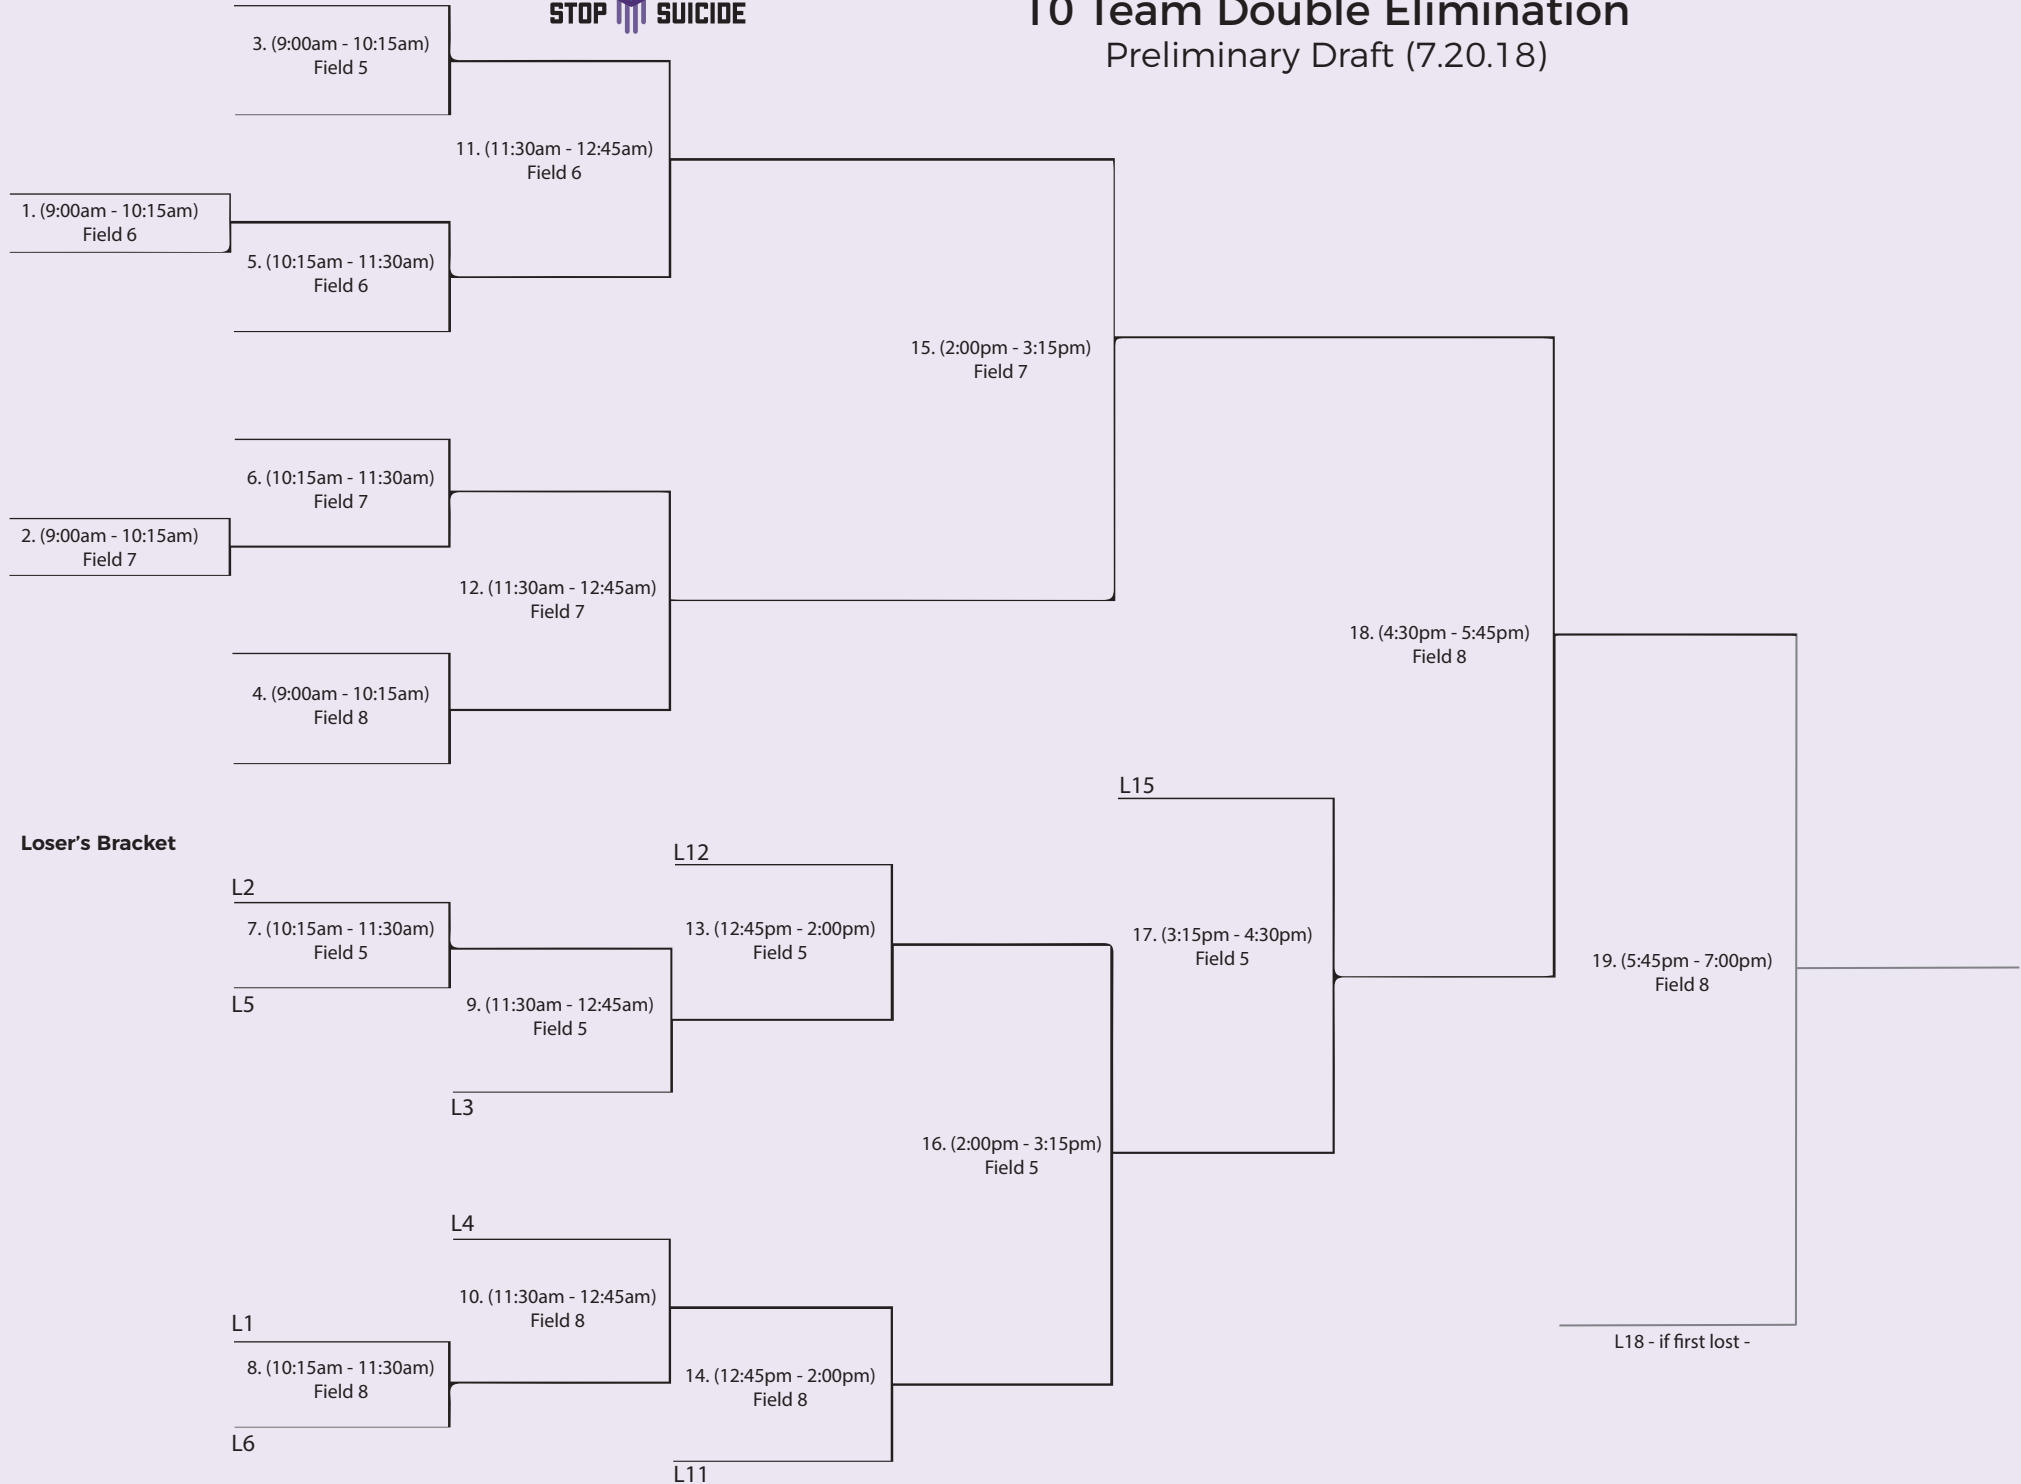 STOP SUICIDE
10 Team Double Elimination
Preliminary Draft (7.20.18)
3. (9:00am - 10:15am)
Field 5
11. (11:30am - 12:45am)
Field 6
1. (9:00am - 10:15am)
Field 6
5. (10:15am - 11:30am)
Field 6
15. (2:00pm - 3:15pm)
Field 7
6. (10:15am - 11:30am)
Field 7
2. (9:00am - 10:15am)
Field 7
12. (11:30am - 12:45am)
Field 7
18. (4:30pm - 5:45pm)
Field 8
4. (9:00am - 10:15am)
Field 8
L15
Loser's Bracket
L12
L2
7. (10:15am - 11:30am)
Field 5
13. (12:45pm - 2:00pm)
Field 5
17. (3:15pm - 4:30pm)
Field 5
19. (5:45pm - 7:00pm)
Field 8
L5
9. (11:30am - 12:45am)
Field 5
L3
16. (2:00pm - 3:15pm)
Field 5
L4
10. (11:30am - 12:45am)
Field 8
L1
L18 - if first lost -
8. (10:15am - 11:30am)
Field 8
14. (12:45pm - 2:00pm)
Field 8
L6
L11